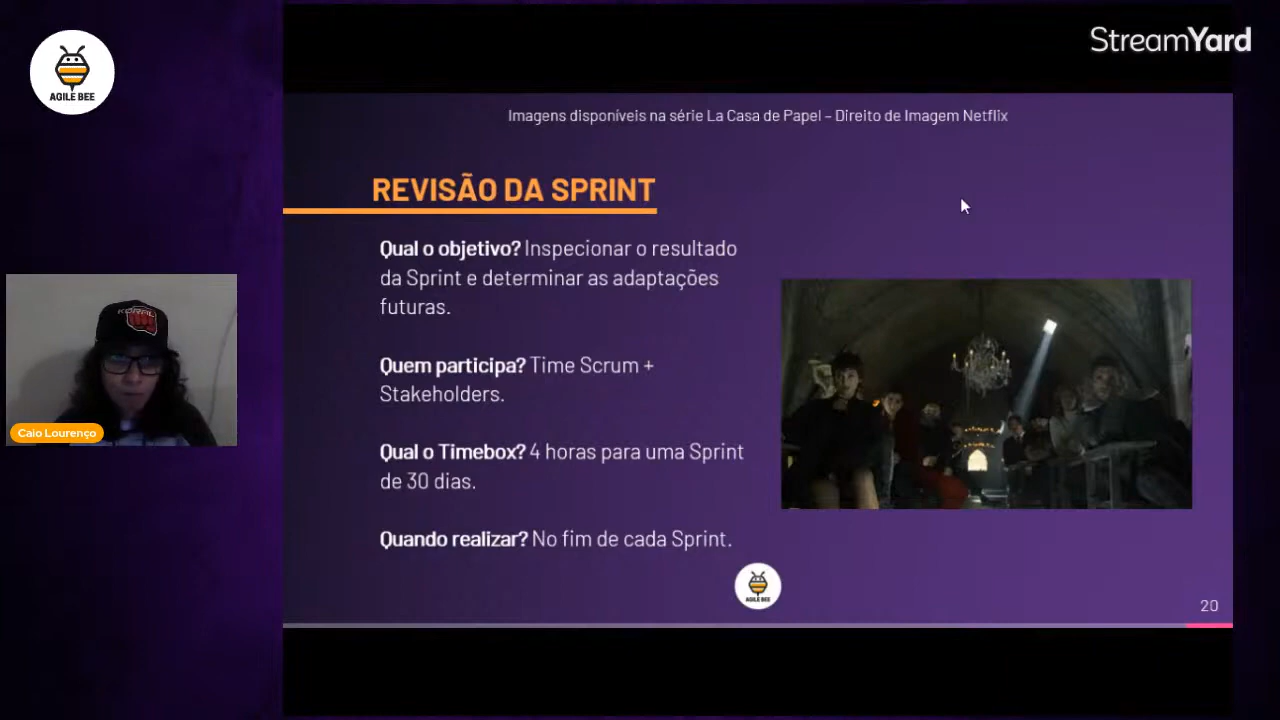 AGILE BEE
StreamYard
Imagens disponíveis na série La Casa de Papel – Direito de Imagem Netflix
REVISÃO DA SPRINT
Qual o objetivo? Inspecionar o resultado
da Sprint e determinar as adaptações
futuras.
Quem participa? Time Scrum +
Stakeholders.
Qual o Timebox? 4 horas para uma Sprint
de 30 dias.
Quando realizar? No fim de cada Sprint.
KORAL
Caio Lourenço
AGILE BEE
20